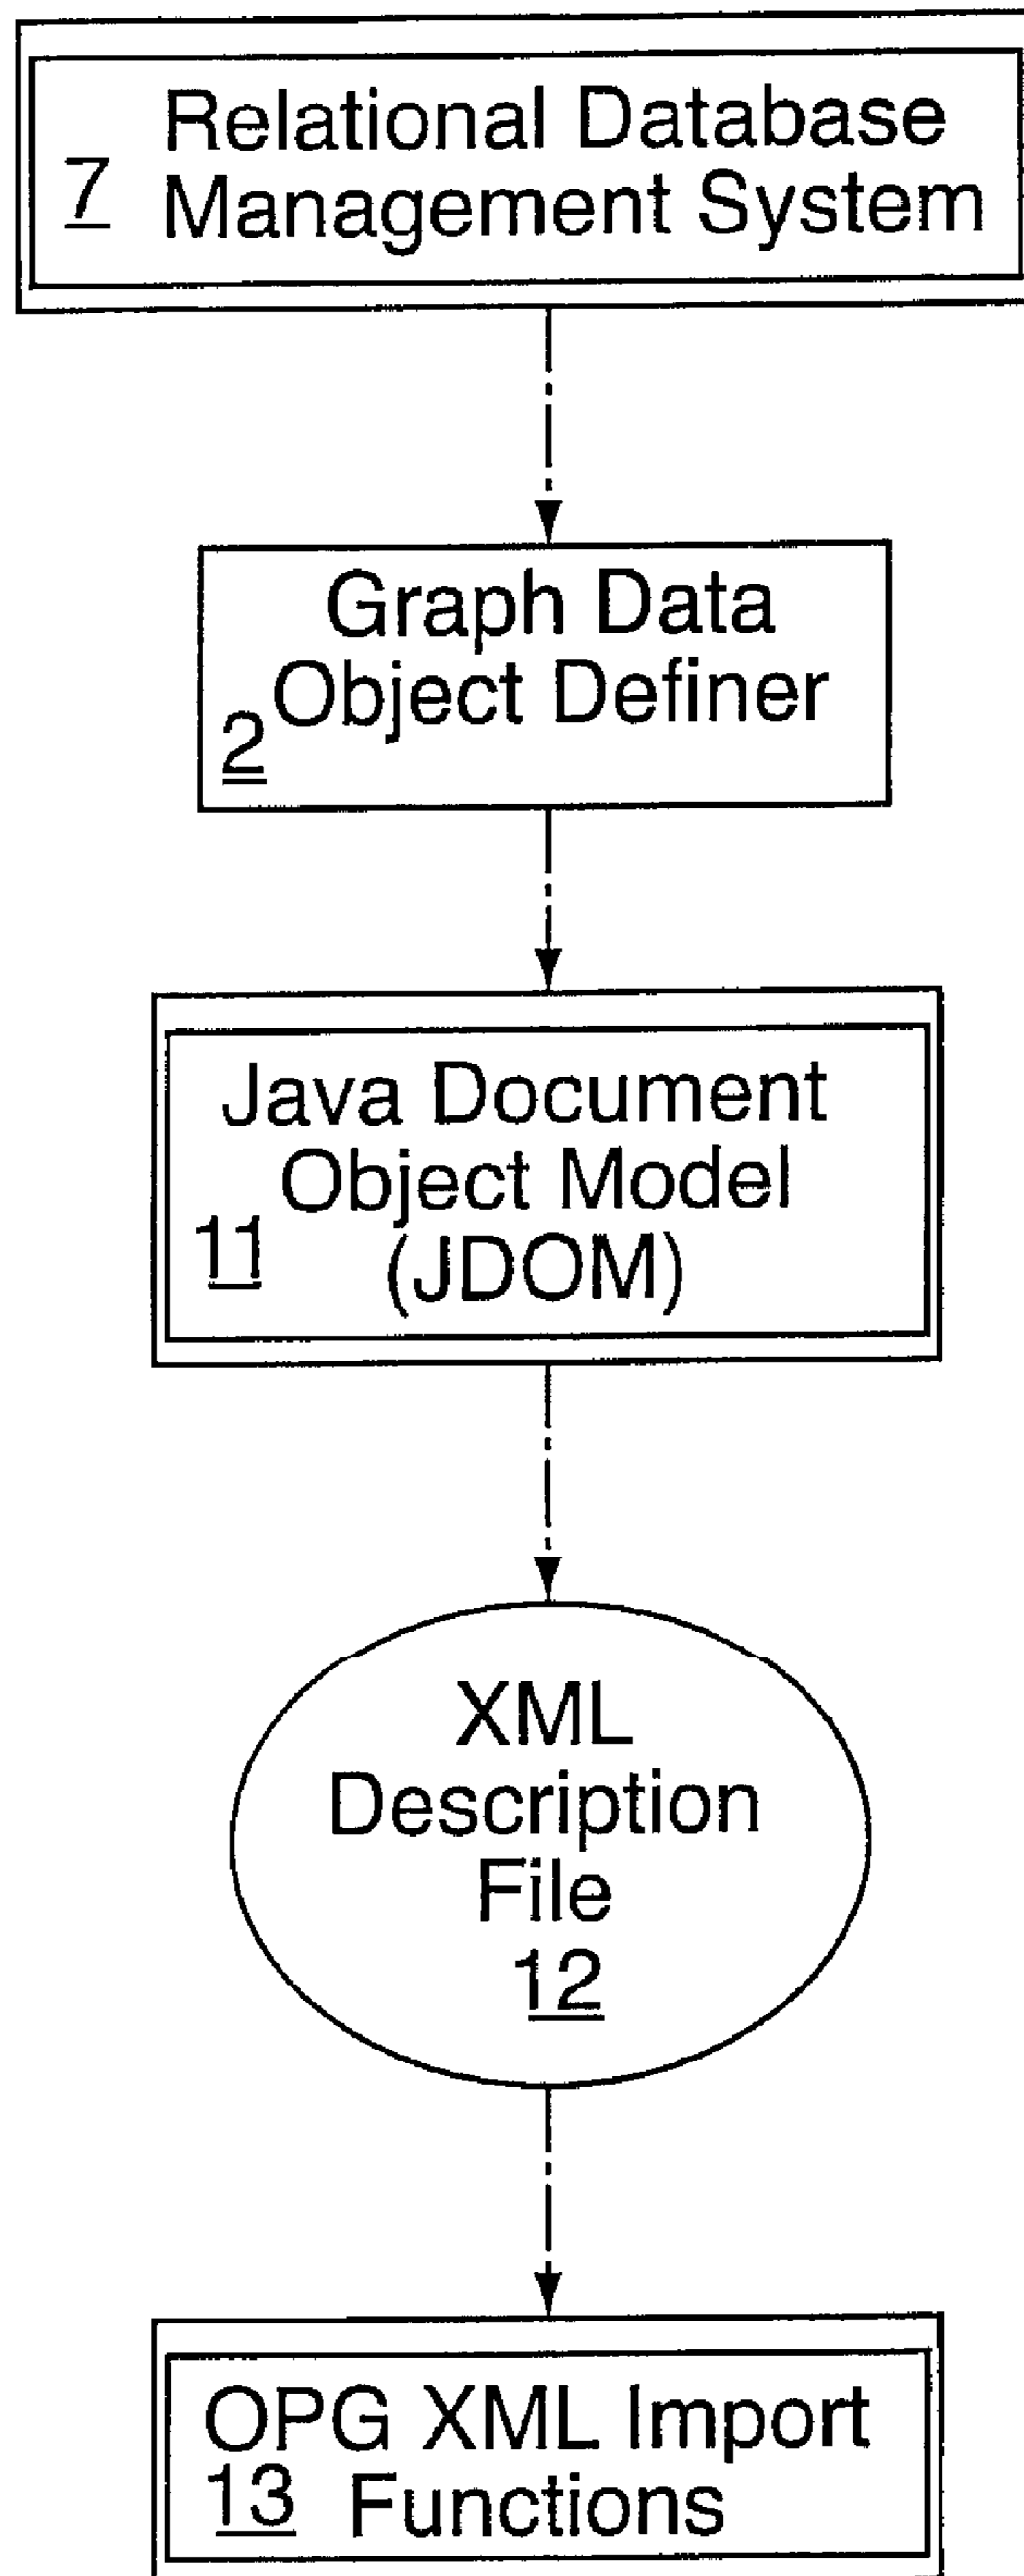 Relational Database
7 Management System
Graph Data
Object Definer
2
Java Document
Object Model
11
(JDOM)
XML
Description
File
12
OPG XML Import
13 Functions